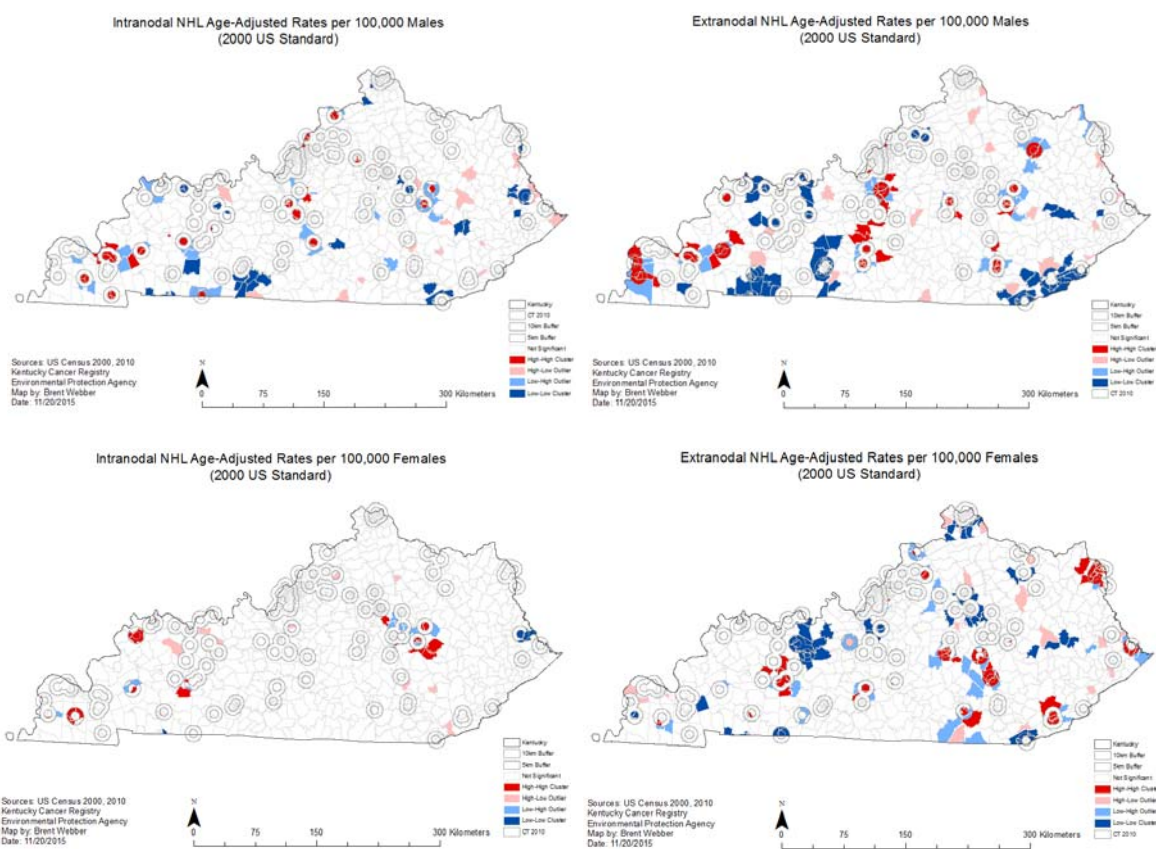 Intranodal NHL Age-Adjusted Rates per 100,000 Males
(2000 US Standard)
Kentucky
CT 2010
10km Buffer
5km Buffer
Not Significant
High-High Cluster
High-Low Outlier
Low-High Outlier
Low-Low Cluster
Sources: US Census 2000, 2010
Kentucky Cancer Registry
Environmental Protection Agency
Map by: Brent Webber
Date: 11/20/2015
N
0 75 150 300 Kilometers
Extranodal NHL Age-Adjusted Rates per 100,000 Males
(2000 US Standard)
Kentucky
CT 2010
10km Buffer
5km Buffer
Not Significant
High-High Cluster
High-Low Outlier
Low-High Outlier
Low-Low Cluster
CT 2010
Sources: US Census 2000, 2010
Kentucky Cancer Registry
Environmental Protection Agency
Map by: Brent Webber
Date: 11/20/2015
N
0 75 150 300 Kilometers
Intranodal NHL Age-Adjusted Rates per 100,000 Females
(2000 US Standard)
Kentucky
10km Buffer
5km Buffer
Not Significant
High-High Cluster
High-Low Outlier
Low-High Outlier
Low-Low Cluster
CT 2010
Sources: US Census 2000, 2010
Kentucky Cancer Registry
Environmental Protection Agency
Map by: Brent Webber
Date: 11/20/2015
N
0 75 150 300 Kilometers
Extranodal NHL Age-Adjusted Rates per 100,000 Females
(2000 US Standard)
Kentucky
10km Buffer
5km Buffer
Not Significant
High-High Cluster
High-Low Outlier
Low-High Outlier
Low-Low Cluster
CT 2010
Sources: US Census 2000, 2010
Kentucky Cancer Registry
Environmental Protection Agency
Map by: Brent Webber
Date: 11/20/2015
N
0 75 150 300 Kilometers